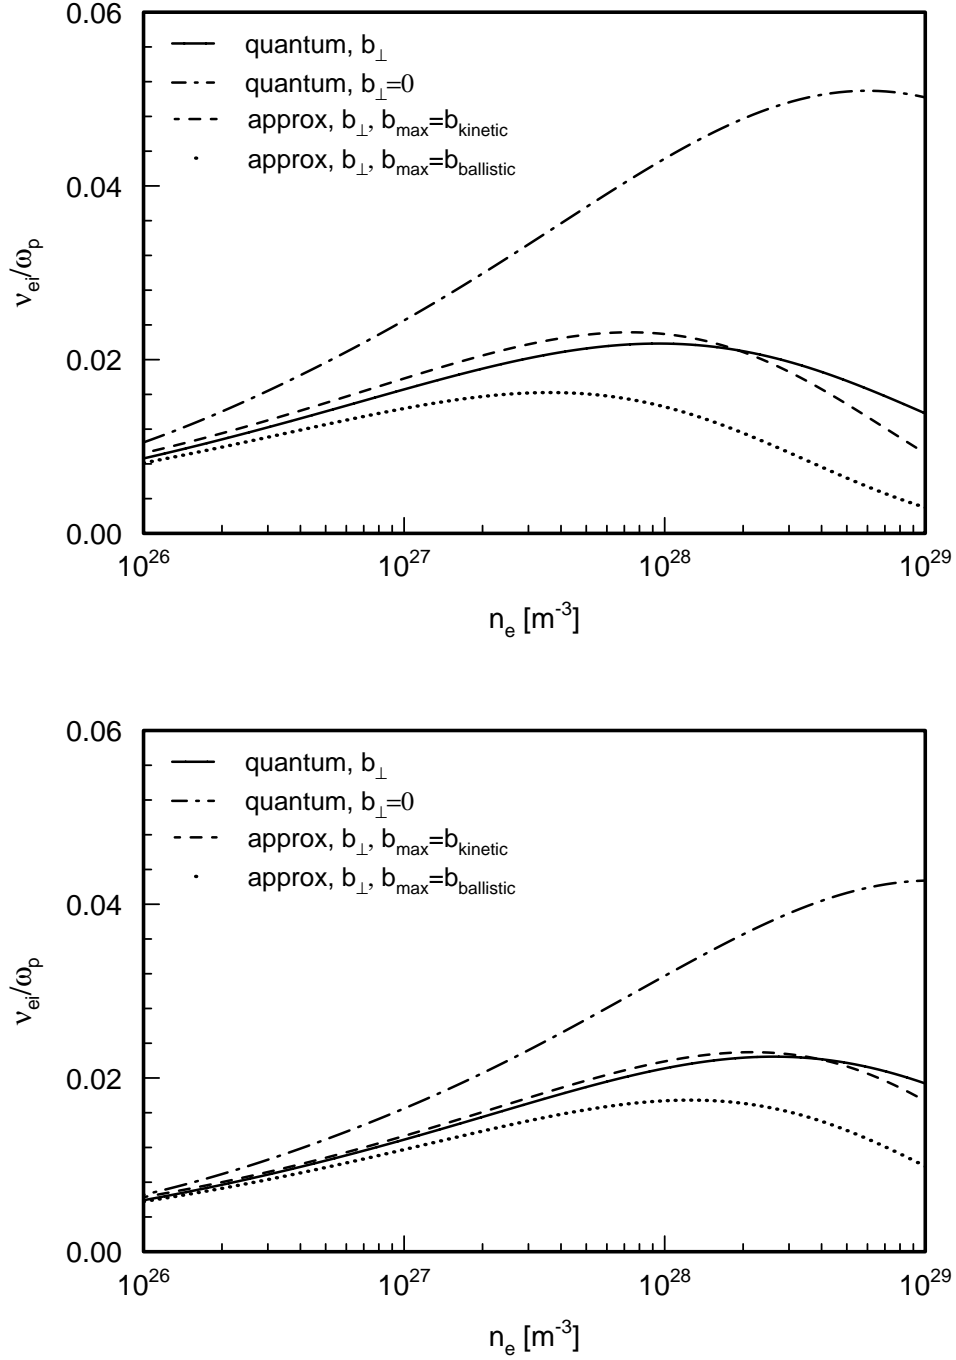 0.06
quantum, b⊥
quantum, b⊥=0
approx, b⊥, bmax=bkinetic
approx, b⊥, bmax=bballistic
0.04
νei/ωp
0.02
0.00
10^26 10^27 10^28 10^29
ne [m^-3]
0.06
quantum, b⊥
quantum, b⊥=0
approx, b⊥, bmax=bkinetic
approx, b⊥, bmax=bballistic
0.04
νei/ωp
0.02
0.00
10^26 10^27 10^28 10^29
ne [m^-3]